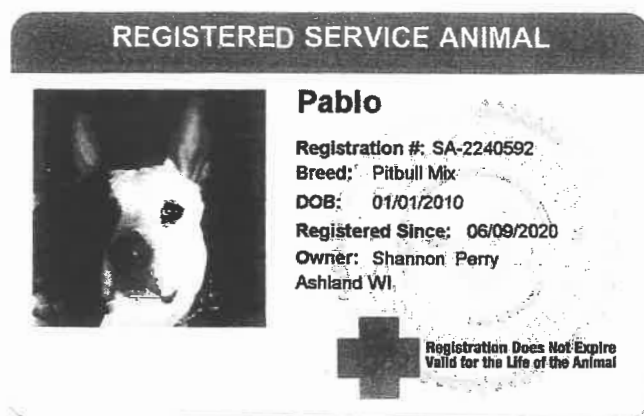 REGISTERED SERVICE ANIMAL
Pablo
Registration #: SA-2240592
Breed: Pitbull Mix
DOB: 01/01/2010
Registered Since: 06/09/2020
Owner: Shannon Perry
Ashland WI
Registration Does Not Expire
Valid for the Life of the Animal